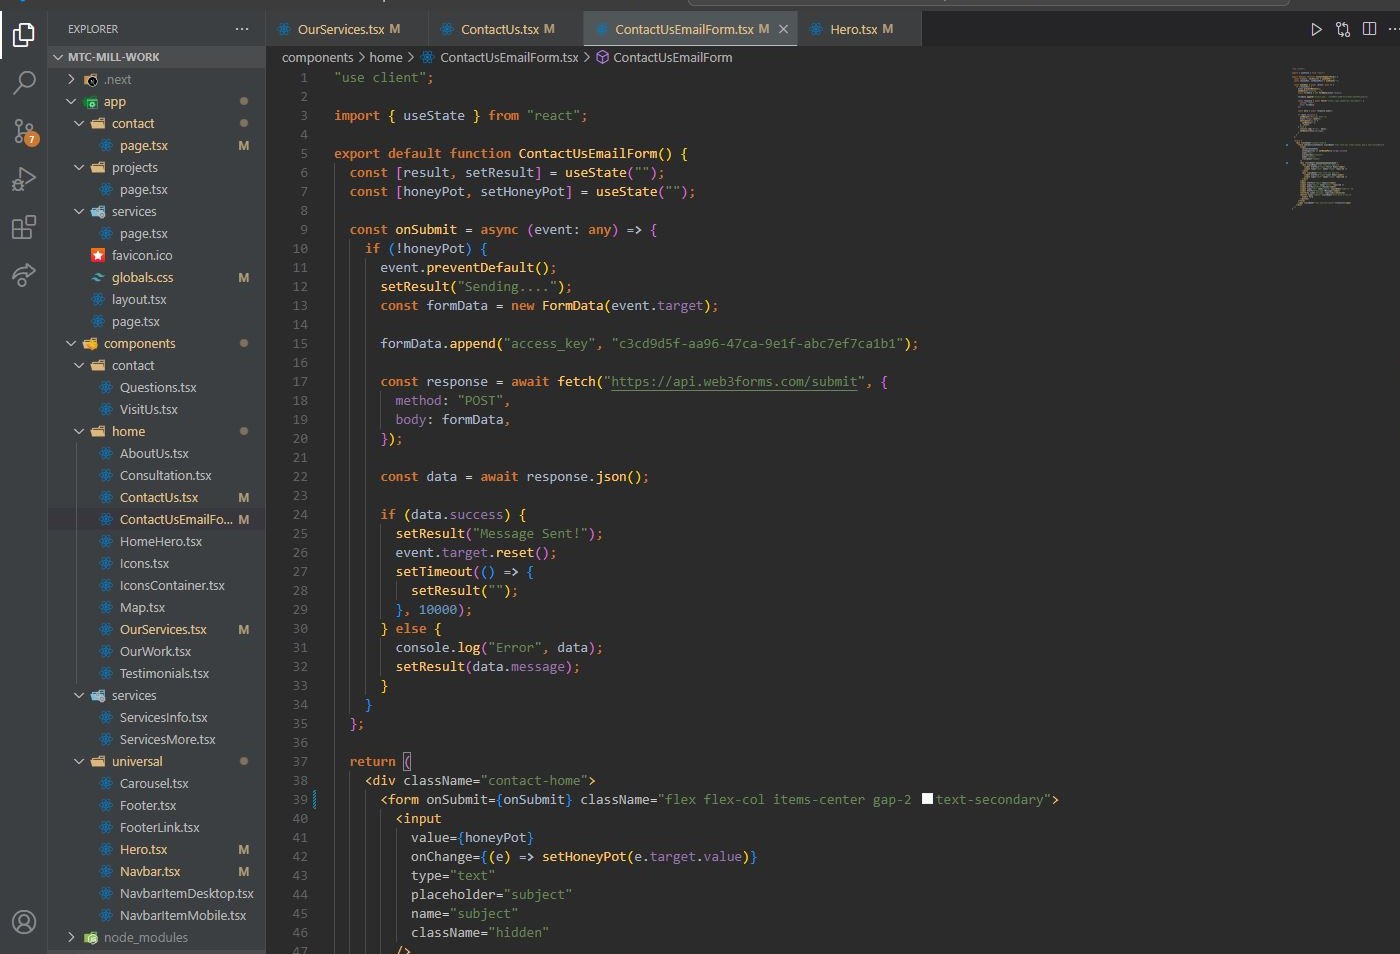 EXPLORER
MTC-MILL-WORK
.next
app
contact
page.tsx M
projects
page.tsx
services
page.tsx
favicon.ico
globals.css M
layout.tsx
page.tsx
components
contact
Questions.tsx
VisitUs.tsx
home
AboutUs.tsx
Consultation.tsx
ContactUs.tsx M
ContactUsEmailFo... M
HomeHero.tsx
Icons.tsx
IconsContainer.tsx
Map.tsx
OurServices.tsx M
OurWork.tsx
Testimonials.tsx
services
ServicesInfo.tsx
ServicesMore.tsx
universal
Carousel.tsx
Footer.tsx
FooterLink.tsx
Hero.tsx M
Navbar.tsx M
NavbarItemDesktop.tsx
NavbarItemMobile.tsx
node_modules
7
OurServices.tsx M ContactUs.tsx M ContactUsEmailForm.tsx M Hero.tsx M
components > home > ContactUsEmailForm.tsx > ContactUsEmailForm
1 "use client";
2
3 import { useState } from "react";
4
5 export default function ContactUsEmailForm() {
6 const [result, setResult] = useState("");
7 const [honeyPot, setHoneyPot] = useState("");
8
9 const onSubmit = async (event: any) => {
10 if (!honeyPot) {
11 event.preventDefault();
12 setResult("Sending....");
13 const formData = new FormData(event.target);
14
15 formData.append("access_key", "c3cd9d5f-aa96-47ca-9e1f-abc7ef7ca1b1");
16
17 const response = await fetch("https://api.web3forms.com/submit", {
18 method: "POST",
19 body: formData,
20 });
21
22 const data = await response.json();
23
24 if (data.success) {
25 setResult("Message Sent!");
26 event.target.reset();
27 setTimeout(() => {
28 setResult("");
29 }, 10000);
30 } else {
31 console.log("Error", data);
32 setResult(data.message);
33 }
34 }
35 };
36
37 return (
38 <div className="contact-home">
39 <form onSubmit={onSubmit} className="flex flex-col items-center gap-2 text-secondary">
40 <input
41 value={honeyPot}
42 onChange={(e) => setHoneyPot(e.target.value)}
43 type="text"
44 placeholder="subject"
45 name="subject"
46 className="hidden"
47 />